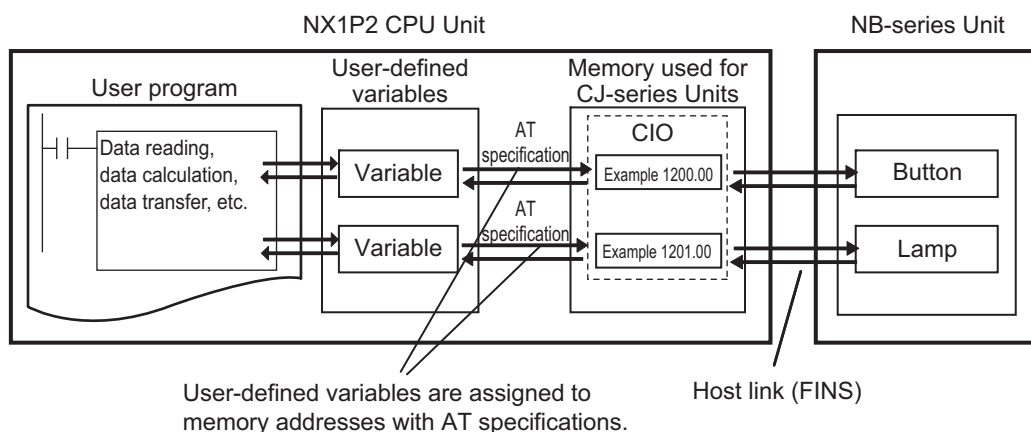 NX1P2 CPU Unit
NB-series Unit
User program
User-defined
variables
Memory used for
CJ-series Units
Data reading,
data calculation,
data transfer, etc.
Variable
AT
specification
CIO
Example 1200.00
Button
Variable
AT
specification
Example 1201.00
Lamp
User-defined variables are assigned to
memory addresses with AT specifications.
Host link (FINS)